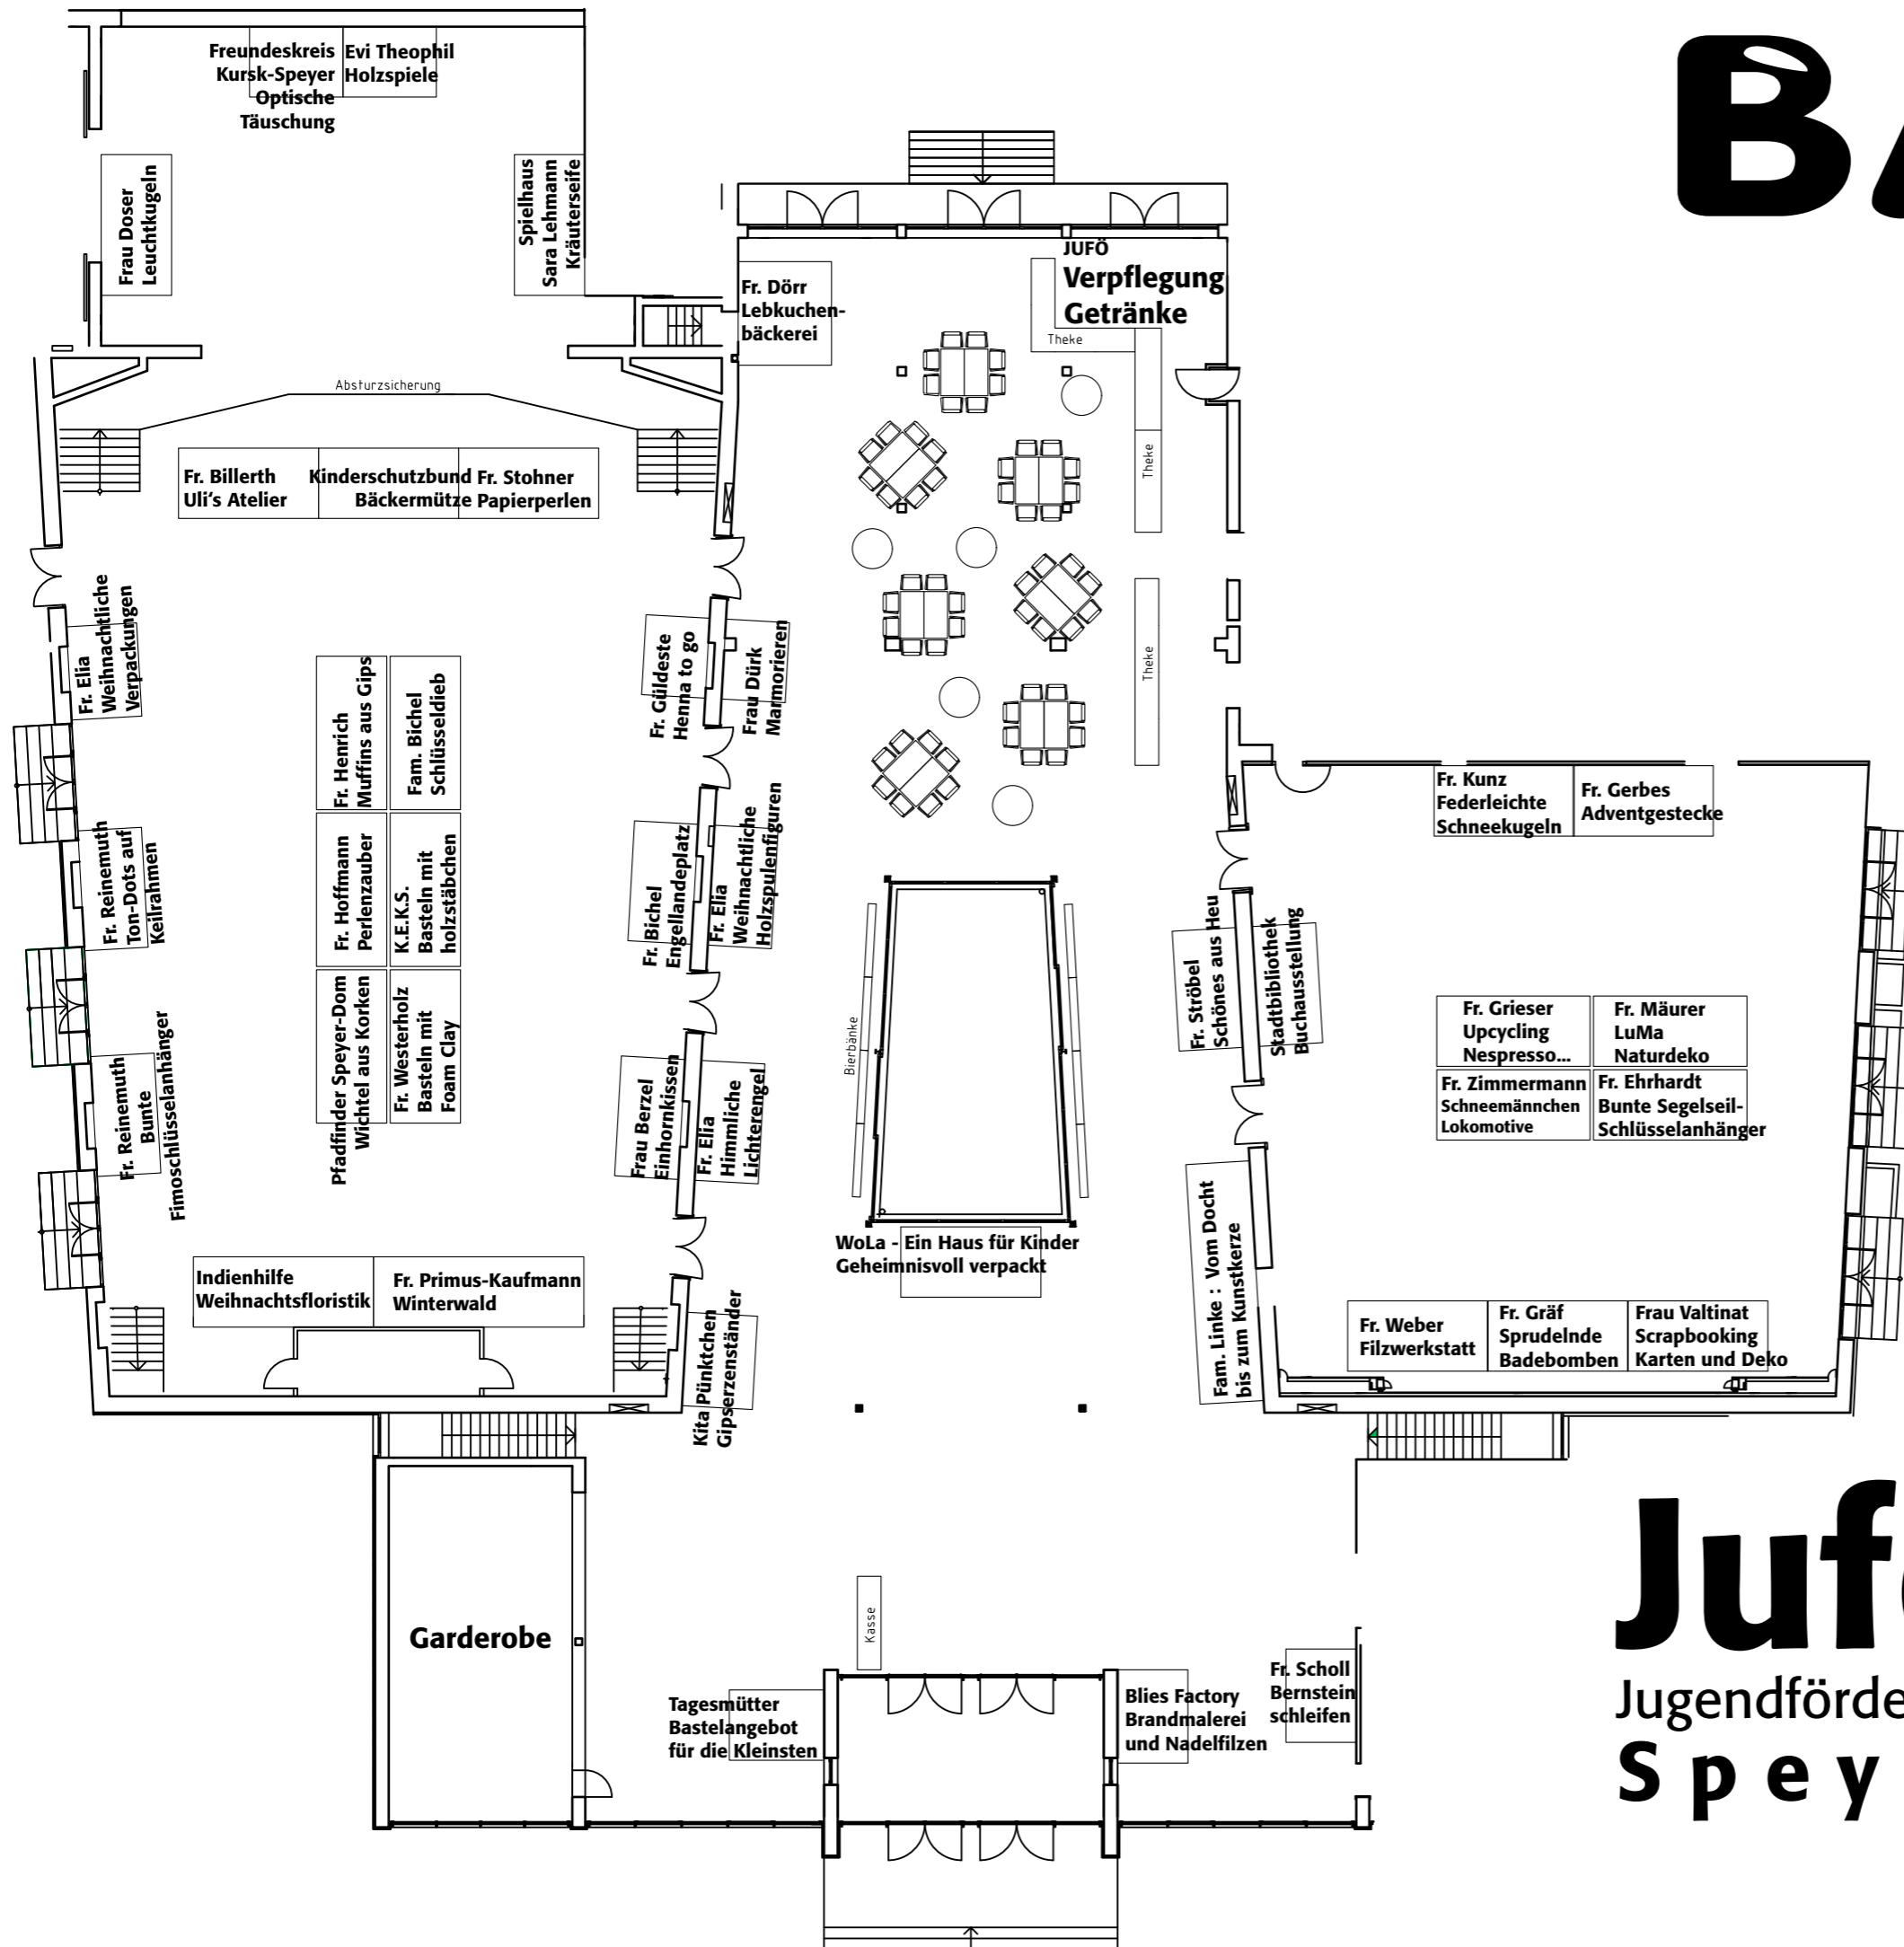 BA
Freundeskreis
Kursk-Speyer
Optische
Täuschung
Evi Theophil
Holzspiele
Frau Doser
Leuchtkugeln
Spielhaus
Sara Lehmann
Kräuterseife
Fr. Dörr
Lebkuchen-
bäckerei
JUFÖ
Verpflegung
Getränke
Theke
Theke
Theke
Absturzsicherung
Fr. Billerth
Uli's Atelier
Kinderschutzbund
Bäckermütze
Fr. Stohner
Papierperlen
Fr. Elia
Weihnachtliche
Verpackungen
Fr. Henrich
Muffins aus Gips
Fam. Bichel
Schlüsseldieb
Fr. Güldeste
Henna to go
Frau Dürk
Marmorieren
Fr. Reinemuth
Ton-Dots auf
Keilrahmen
Fr. Hoffmann
Perlenzauber
K.E.K.S.
Basteln mit
holzstäbchen
Fr. Bichel
Engellandeplatz
Fr. Elia
Weihnachtliche
Holzspulenfiguren
Fr. Kunz
Federleichte
Schneekugeln
Fr. Gerbes
Adventgestecke
Fr. Ströbel
Schönes aus Heu
Stadtbibliothek
Buchausstellung
Fr. Reinemuth
Bunte
Fimoschlüsselanhänger
Pfadfinder Speyer-Dom
Wichtel aus Korken
Fr. Westerholz
Basteln mit
Foam Clay
Frau Berzel
Einhornkissen
Fr. Elia
Himmliche
Lichterengel
Bierbänke
Fr. Grieser
Upcycling
Nespresso...
Fr. Mäurer
LuMa
Naturdeko
Fr. Zimmermann
Schneemännchen
Lokomotive
Fr. Ehrhardt
Bunte Segelseil-
Schlüsselanhänger
WoLa - Ein Haus für Kinder
Geheimnisvoll verpackt
Indienhilfe
Weihnachtsfloristik
Fr. Primus-Kaufmann
Winterwald
Kita Pünktchen
Gipserzenständer
Fam. Linke : Vom Docht
bis zum Kunstkerze
Fr. Weber
Filzwerkstatt
Fr. Gräf
Sprudelnde
Badebomben
Frau Valtinat
Scrapbooking
Karten und Deko
Garderobe
Kasse
Tagesmütter
Bastelangebot
für die Kleinsten
Blies Factory
Brandmalerei
und Nadelfilzen
Fr. Scholl
Bernstein
schleifen
Juf
Jugendförde
Spey